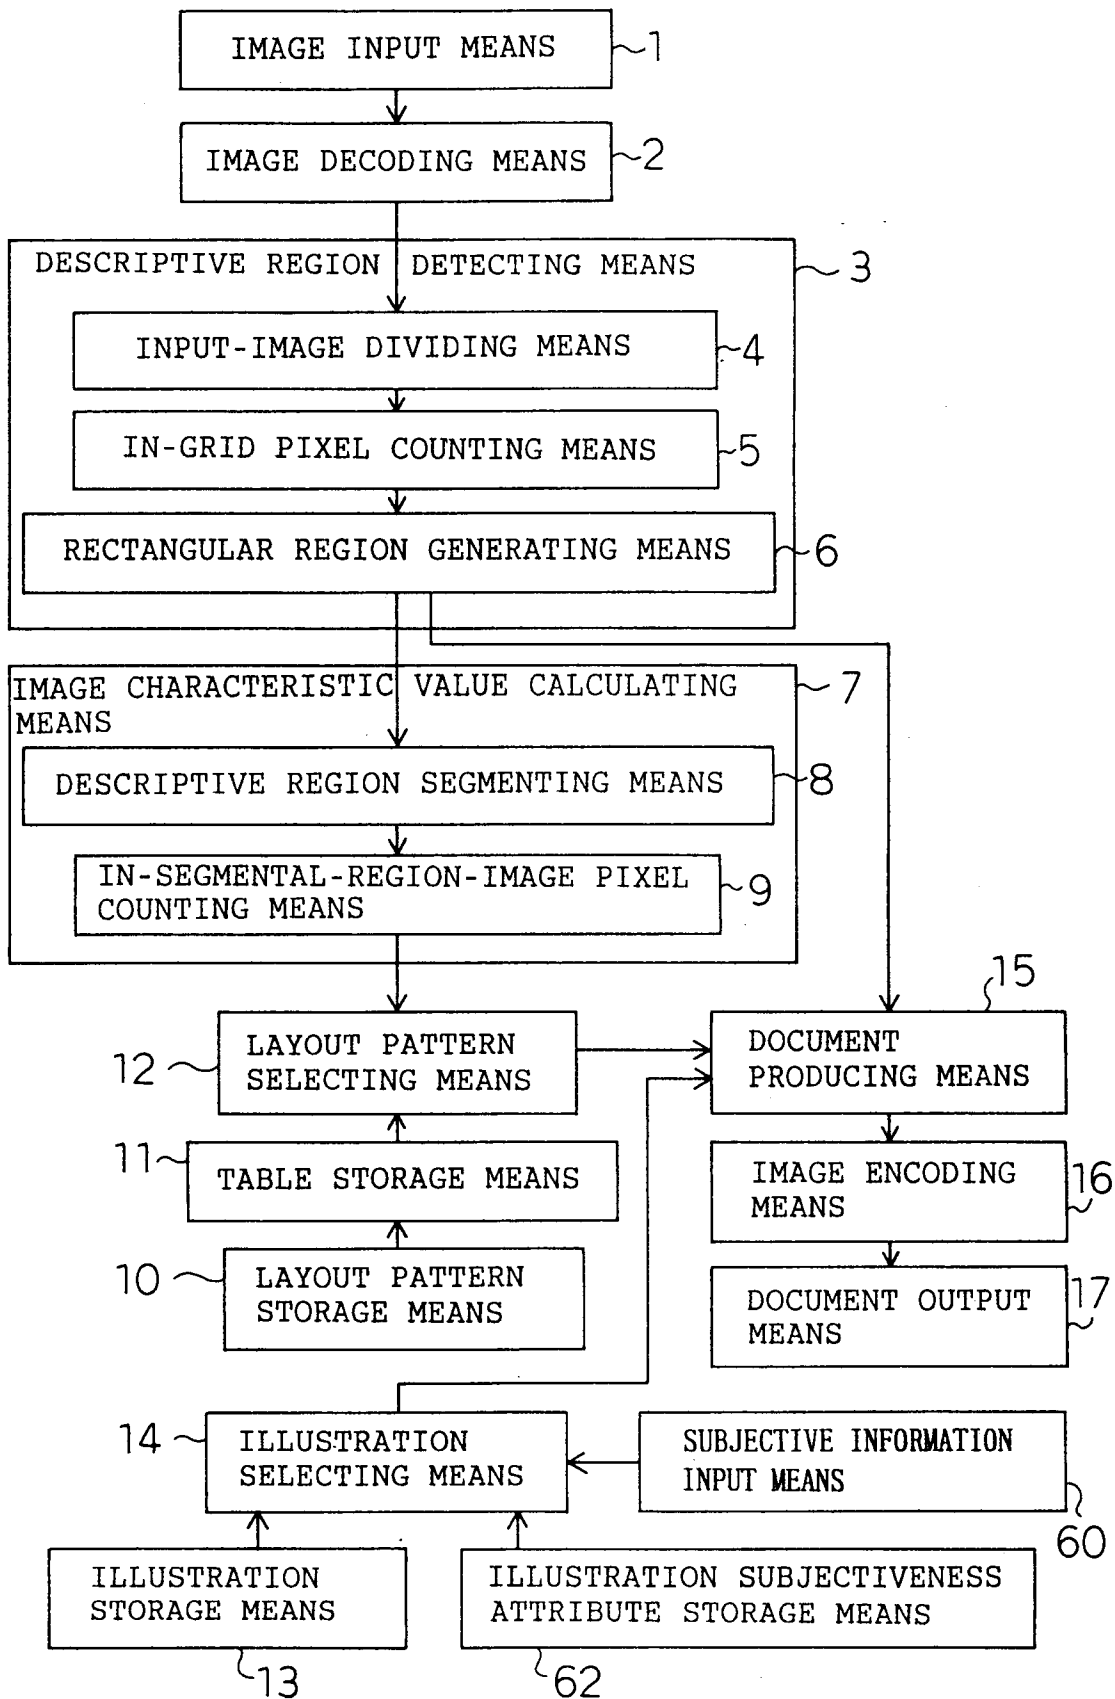 IMAGE INPUT MEANS
1
IMAGE DECODING MEANS
2
DESCRIPTIVE REGION DETECTING MEANS
3
INPUT-IMAGE DIVIDING MEANS
4
IN-GRID PIXEL COUNTING MEANS
5
RECTANGULAR REGION GENERATING MEANS
6
IMAGE CHARACTERISTIC VALUE CALCULATING
MEANS
7
DESCRIPTIVE REGION SEGMENTING MEANS
8
IN-SEGMENTAL-REGION-IMAGE PIXEL
COUNTING MEANS
9
12
LAYOUT PATTERN
SELECTING MEANS
15
DOCUMENT
PRODUCING MEANS
11
TABLE STORAGE MEANS
IMAGE ENCODING
MEANS
16
10
LAYOUT PATTERN
STORAGE MEANS
DOCUMENT OUTPUT
MEANS
17
14
ILLUSTRATION
SELECTING MEANS
SUBJECTIVE INFORMATION
INPUT MEANS
60
ILLUSTRATION
STORAGE MEANS
13
ILLUSTRATION SUBJECTIVENESS
ATTRIBUTE STORAGE MEANS
62